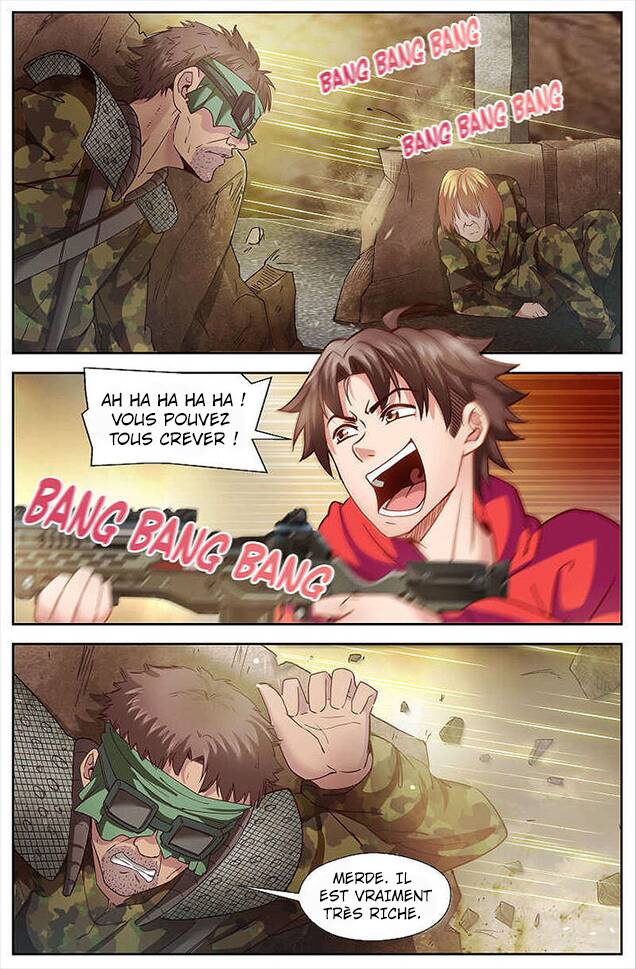 BANG BANG BANG
BANG BANG BANG
AH HA HA HA HA !
VOUS POUVEZ
TOUS CREVER !
BANG BANG BANG
MERDE. IL
EST VRAIMENT
TRÈS RICHE.